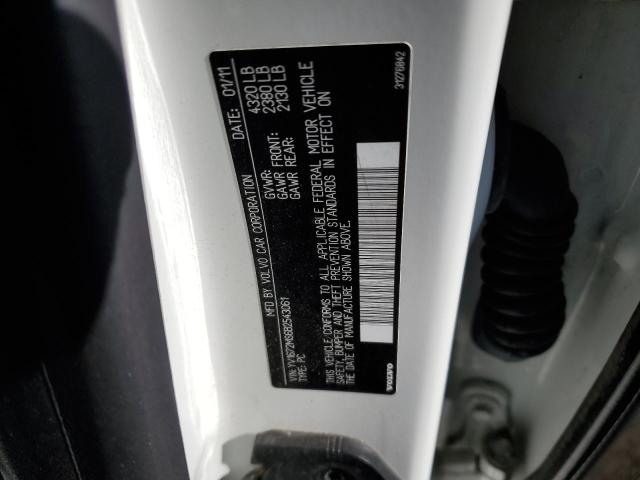 MFD BY VOLVO CAR CORPORATION DATE: 01/11
GVWR: 4320 LB
GAWR FRONT: 2380 LB
GAWR REAR: 2130 LB
VIN: YV1672MS6B2543061
TYPE: PC
THIS VEHICLE CONFORMS TO ALL APPLICABLE FEDERAL MOTOR VEHICLE
SAFETY, BUMPER AND THEFT PREVENTION STANDARDS IN EFFECT ON
THE DATE OF MANUFACTURE SHOWN ABOVE.
VOLVO
31276842